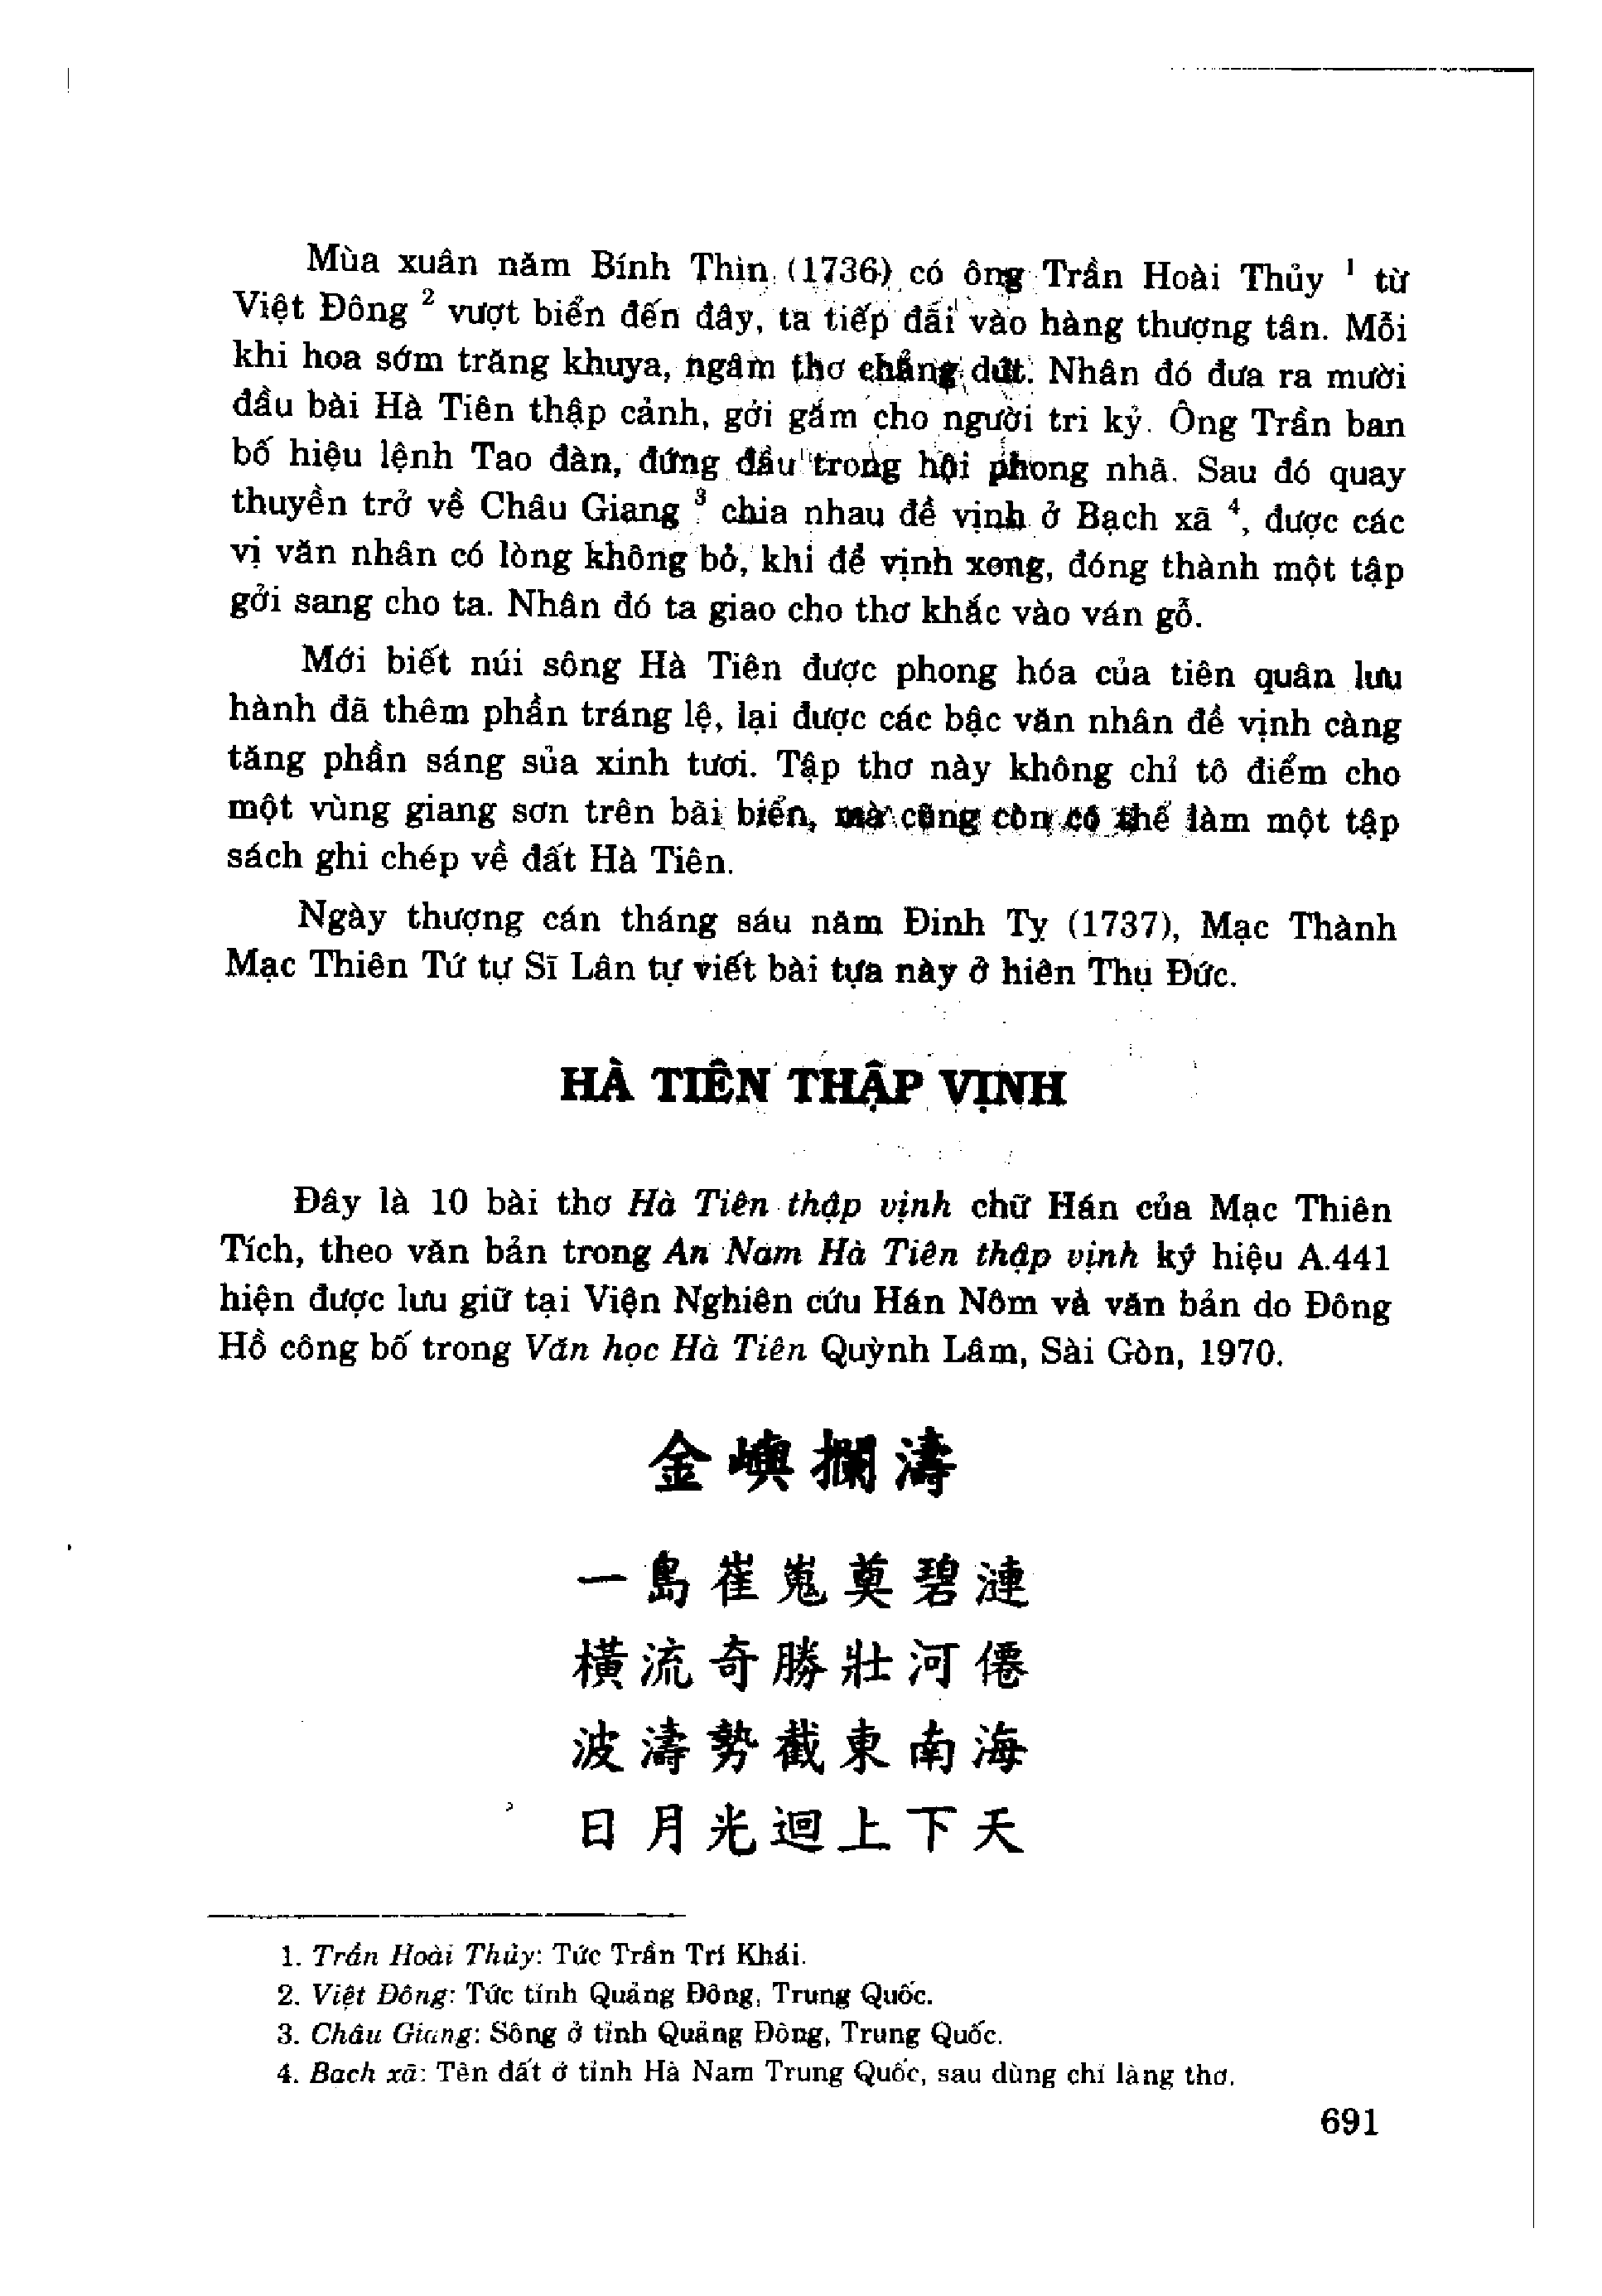 Mùa xuân năm Bính Thìn (1736) có ông Trần Hoài Thủy ¹ từ
Việt Đông ² vượt biển đến đây, ta tiếp đãi vào hàng thượng tân. Mỗi
khi hoa sớm trăng khuya, ngâm thơ chẳng dứt. Nhân đó đưa ra mười
đầu bài Hà Tiên thập cảnh, gởi gắm cho người tri kỷ. Ông Trần ban
bố hiệu lệnh Tao đàn, đứng đầu trong hội phong nhã. Sau đó quay
thuyền trở về Châu Giang ³ chia nhau đề vịnh ở Bạch xã ⁴, được các
vị văn nhân có lòng không bỏ, khi đề vịnh xong, đóng thành một tập
gởi sang cho ta. Nhân đó ta giao cho thơ khắc vào ván gỗ.
Mới biết núi sông Hà Tiên được phong hóa của tiên quân lưu
hành đã thêm phần tráng lệ, lại được các bậc văn nhân đề vịnh càng
tăng phần sáng sủa xinh tươi. Tập thơ này không chỉ tô điểm cho
một vùng giang sơn trên bãi biển, mà cũng còn có thể làm một tập
sách ghi chép về đất Hà Tiên.
Ngày thượng cán tháng sáu năm Đinh Tỵ (1737), Mạc Thành
Mạc Thiên Tứ tự Sĩ Lân tự viết bài tựa này ở hiên Thụ Đức.
HÀ TIÊN THẬP VỊNH
Đây là 10 bài thơ Hà Tiên thập vịnh chữ Hán của Mạc Thiên
Tích, theo văn bản trong An Nam Hà Tiên thập vịnh ký hiệu A.441
hiện được lưu giữ tại Viện Nghiên cứu Hán Nôm và văn bản do Đông
Hồ công bố trong Văn học Hà Tiên Quỳnh Lâm, Sài Gòn, 1970.
金嶼攔濤
一島崔嵬奠碧漣
橫流奇勝壯河僊
波濤勢截東南海
日月光迴上下天
1. Trần Hoài Thủy: Tức Trần Trí Khải.
2. Việt Đông: Tức tỉnh Quảng Đông, Trung Quốc.
3. Châu Giang: Sông ở tỉnh Quảng Đông, Trung Quốc.
4. Bạch xã: Tên đất ở tỉnh Hà Nam Trung Quốc, sau dùng chỉ làng thơ.
691